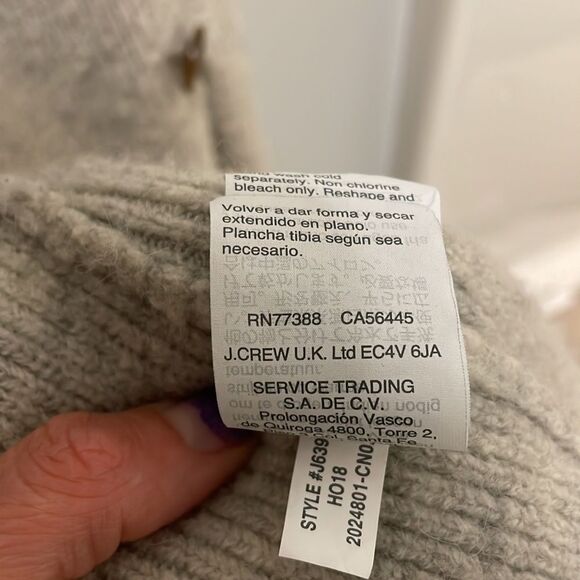 separately. Non chlorine
bleach only. Reshape and
Volver a dar forma y secar
extendido en plano.
Plancha tibia según sea
necesario.
RN77388 CA56445
J.CREW U.K. Ltd EC4V 6JA
SERVICE TRADING
S.A. DE C.V.
Prolongación Vasco
de Quiroga 4800, Torre 2,
STYLE #J639
HO18
2024801-CN0